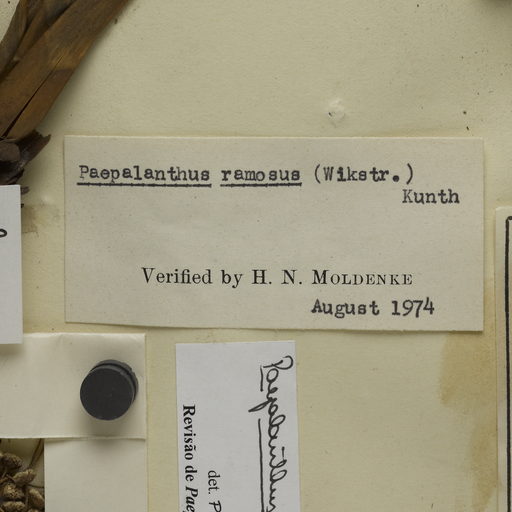 Paepalanthus ramosus (Wikstr.)
Kunth
Verified by H. N. MOLDENKE
August 1974
Revisão de
det.